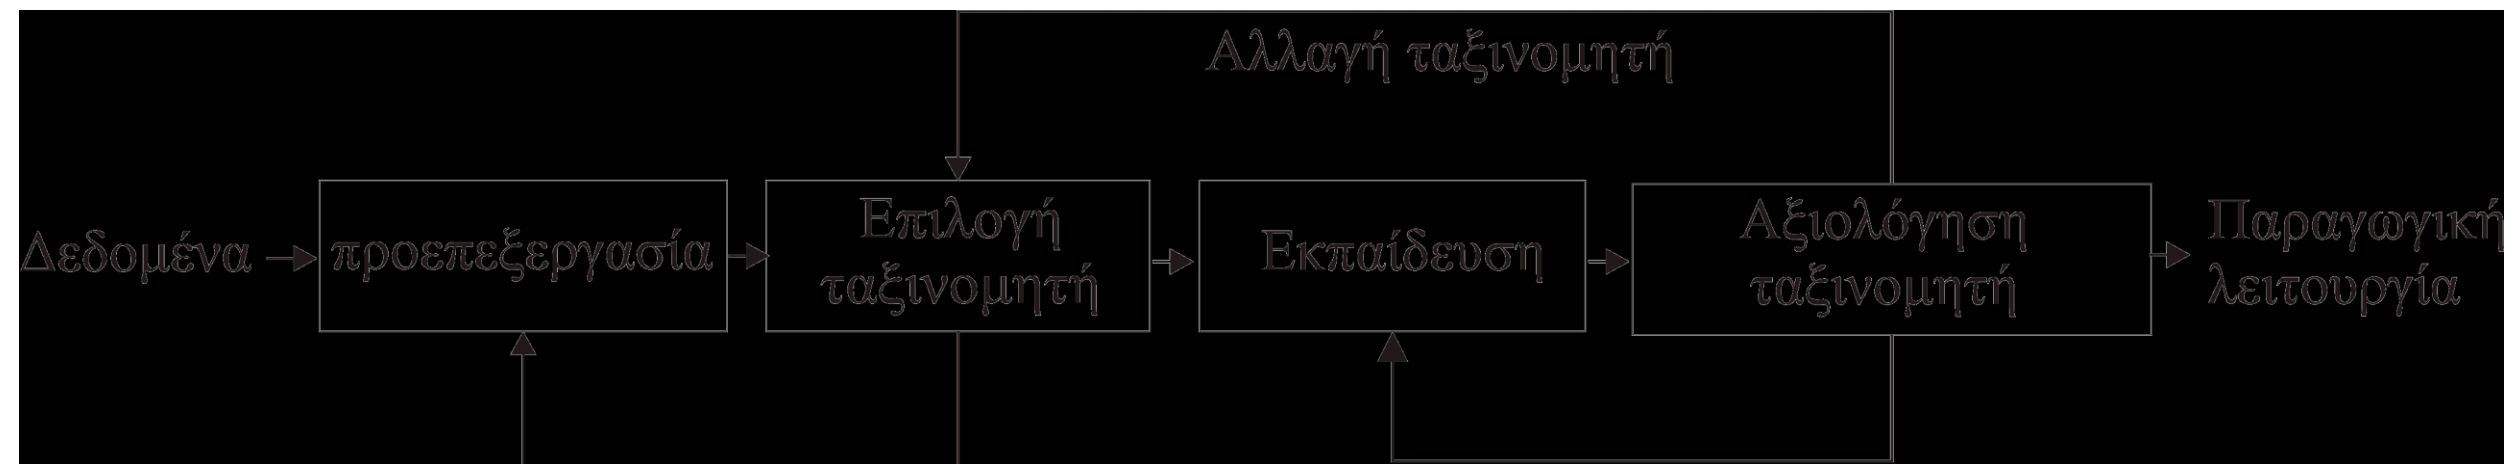 Αλλαγή ταξινομητή
Δεδομένα
προεπεξεργασία
Επιλογή
ταξινομητή
Εκπαίδευση
Αξιολόγηση
ταξινομητή
Παραγωγική
λειτουργία